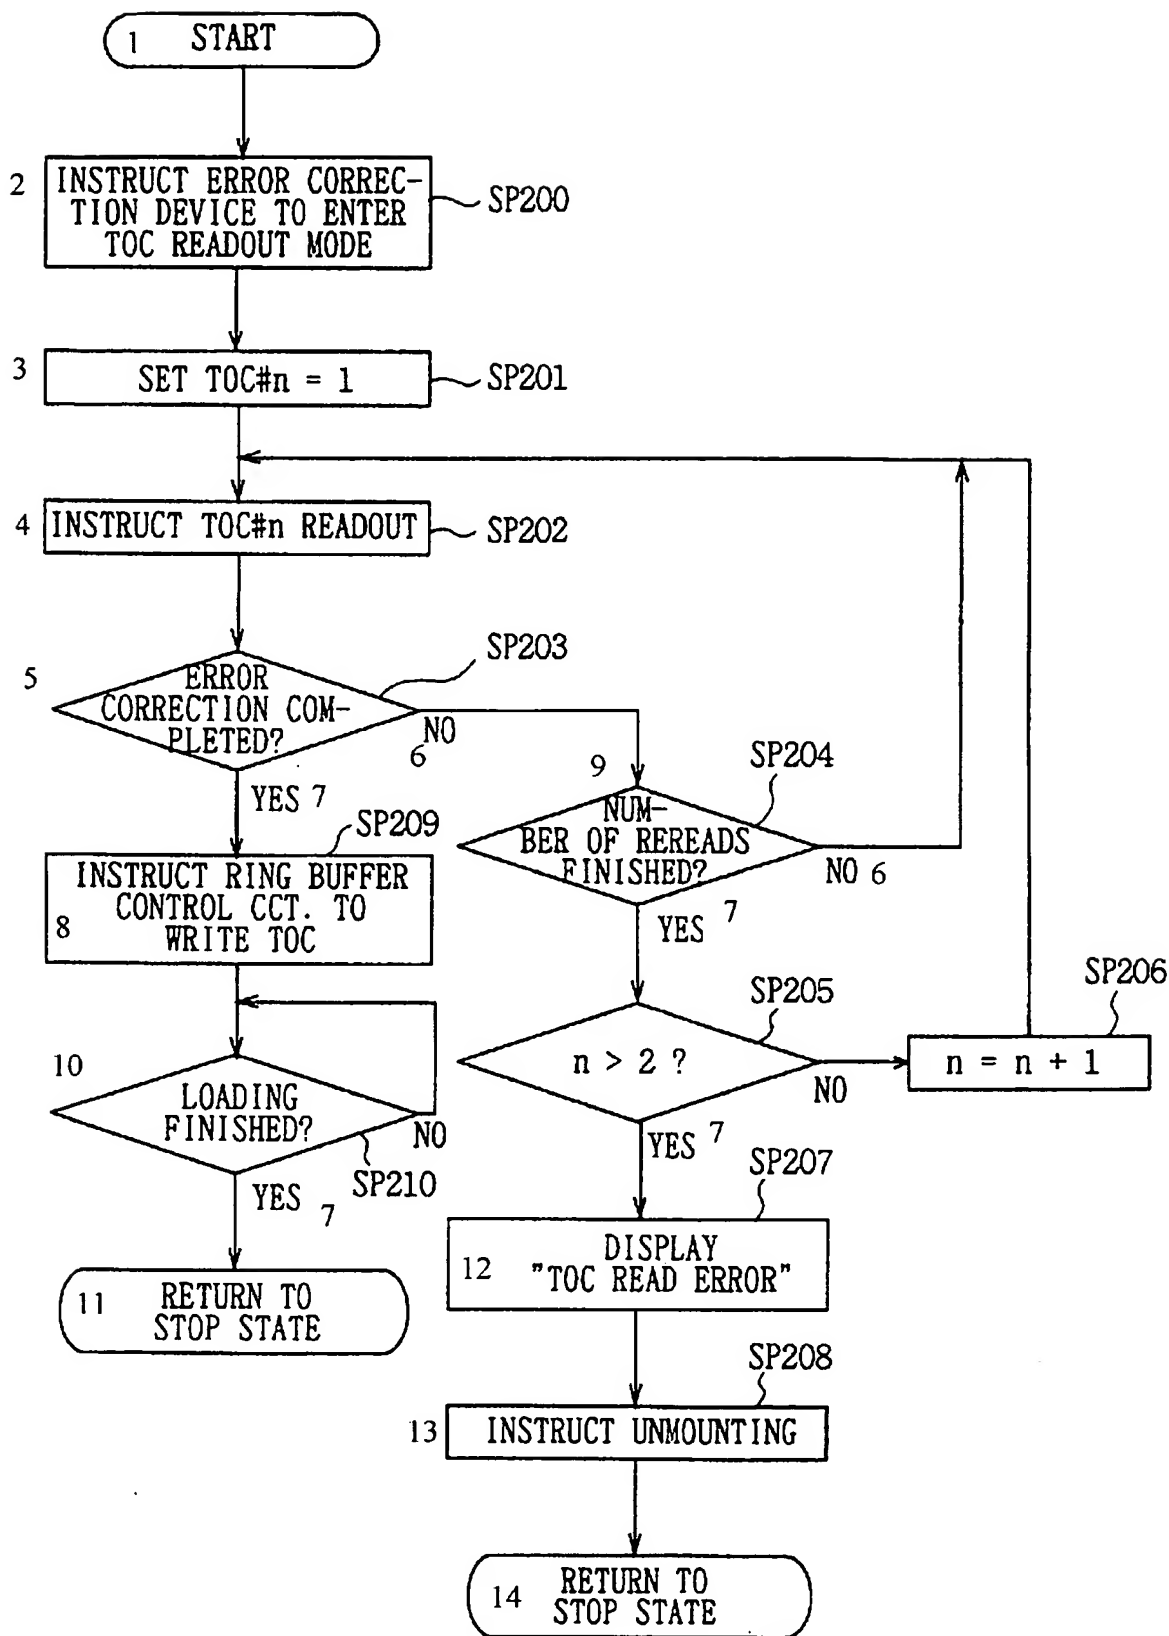 1 START
2 INSTRUCT ERROR CORREC-
TION DEVICE TO ENTER
TOC READOUT MODE
SP200
3 SET TOC#n = 1
SP201
4 INSTRUCT TOC#n READOUT
SP202
5 ERROR
CORRECTION COM-
PLETED?
SP203
NO
6
YES 7
SP209
INSTRUCT RING BUFFER
CONTROL CCT. TO
8 WRITE TOC
9
SP204
NUM-
BER OF REREADS
FINISHED?
NO 6
YES 7
SP205
n > 2 ?
NO
SP206
n = n + 1
YES 7
10
LOADING
FINISHED?
NO
SP210
YES 7
11 RETURN TO
STOP STATE
SP207
12 DISPLAY
"TOC READ ERROR"
SP208
13 INSTRUCT UNMOUNTING
14 RETURN TO
STOP STATE